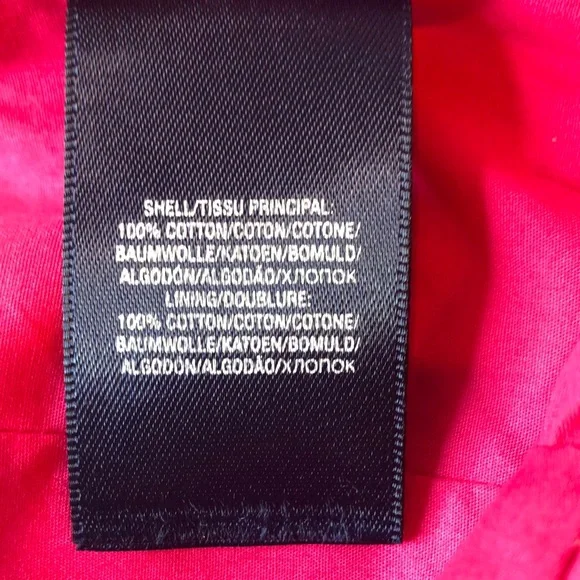 SHELL/TISSU PRINCIPAL:
100% COTTON/COTON/COTONE/
BAUMWOLLE/KATOEN/BOMULD/
ALGODÓN/ALGODÃO/ХЛОПОК
LINING/DOUBLURE:
100% COTTON/COTON/COTONE/
BAUMWOLLE/KATOEN/BOMULD/
ALGODÓN/ALGODÃO/ХЛОПОК